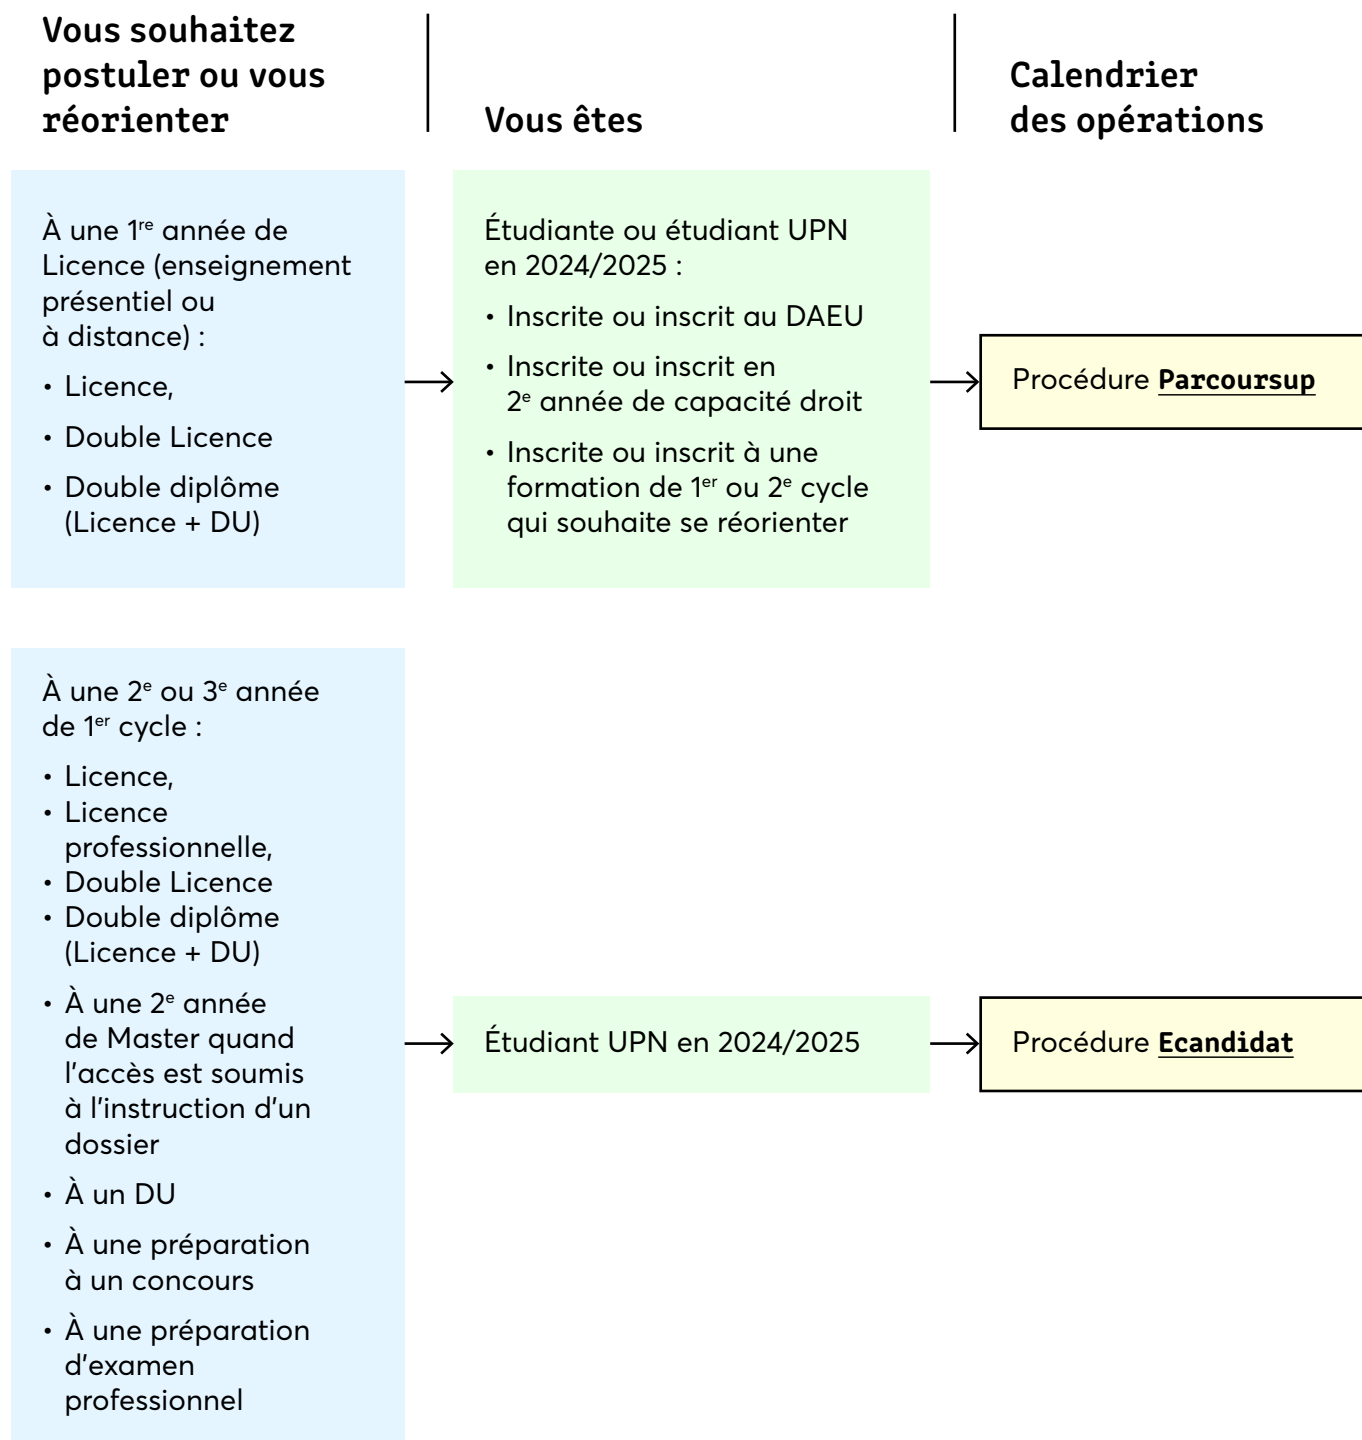 Vous souhaitez
postuler ou vous
réorienter
Vous êtes
Calendrier
des opérations
À une 1re année de
Licence (enseignement
présentiel ou
à distance) :
• Licence,
• Double Licence
• Double diplôme
(Licence + DU)
Étudiante ou étudiant UPN
en 2024/2025 :
• Inscrite ou inscrit au DAEU
• Inscrite ou inscrit en
2e année de capacité droit
• Inscrite ou inscrit à une
formation de 1er ou 2e cycle
qui souhaite se réorienter
Procédure Parcoursup
À une 2e ou 3e année
de 1er cycle :
• Licence,
• Licence
professionnelle,
• Double Licence
• Double diplôme
(Licence + DU)
• À une 2e année
de Master quand
l'accès est soumis
à l'instruction d'un
dossier
• À un DU
• À une préparation
à un concours
• À une préparation
d'examen
professionnel
Étudiant UPN en 2024/2025
Procédure Ecandidat